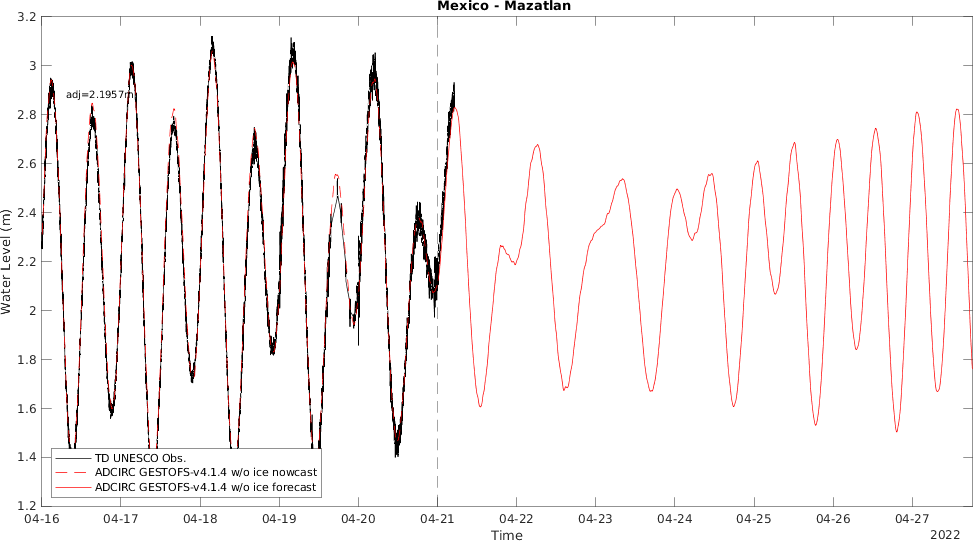 Mexico - Mazatlan
3.2
3
2.8
2.6
2.4
2.2
2
1.8
1.6
1.4
1.2
Water Level (m)
adj=2.1957m
TD UNESCO Obs.
ADCIRC GESTOFS-v4.1.4 w/o ice nowcast
ADCIRC GESTOFS-v4.1.4 w/o ice forecast
04-16 04-17 04-18 04-19 04-20 04-21 04-22 04-23 04-24 04-25 04-26 04-27
Time
2022